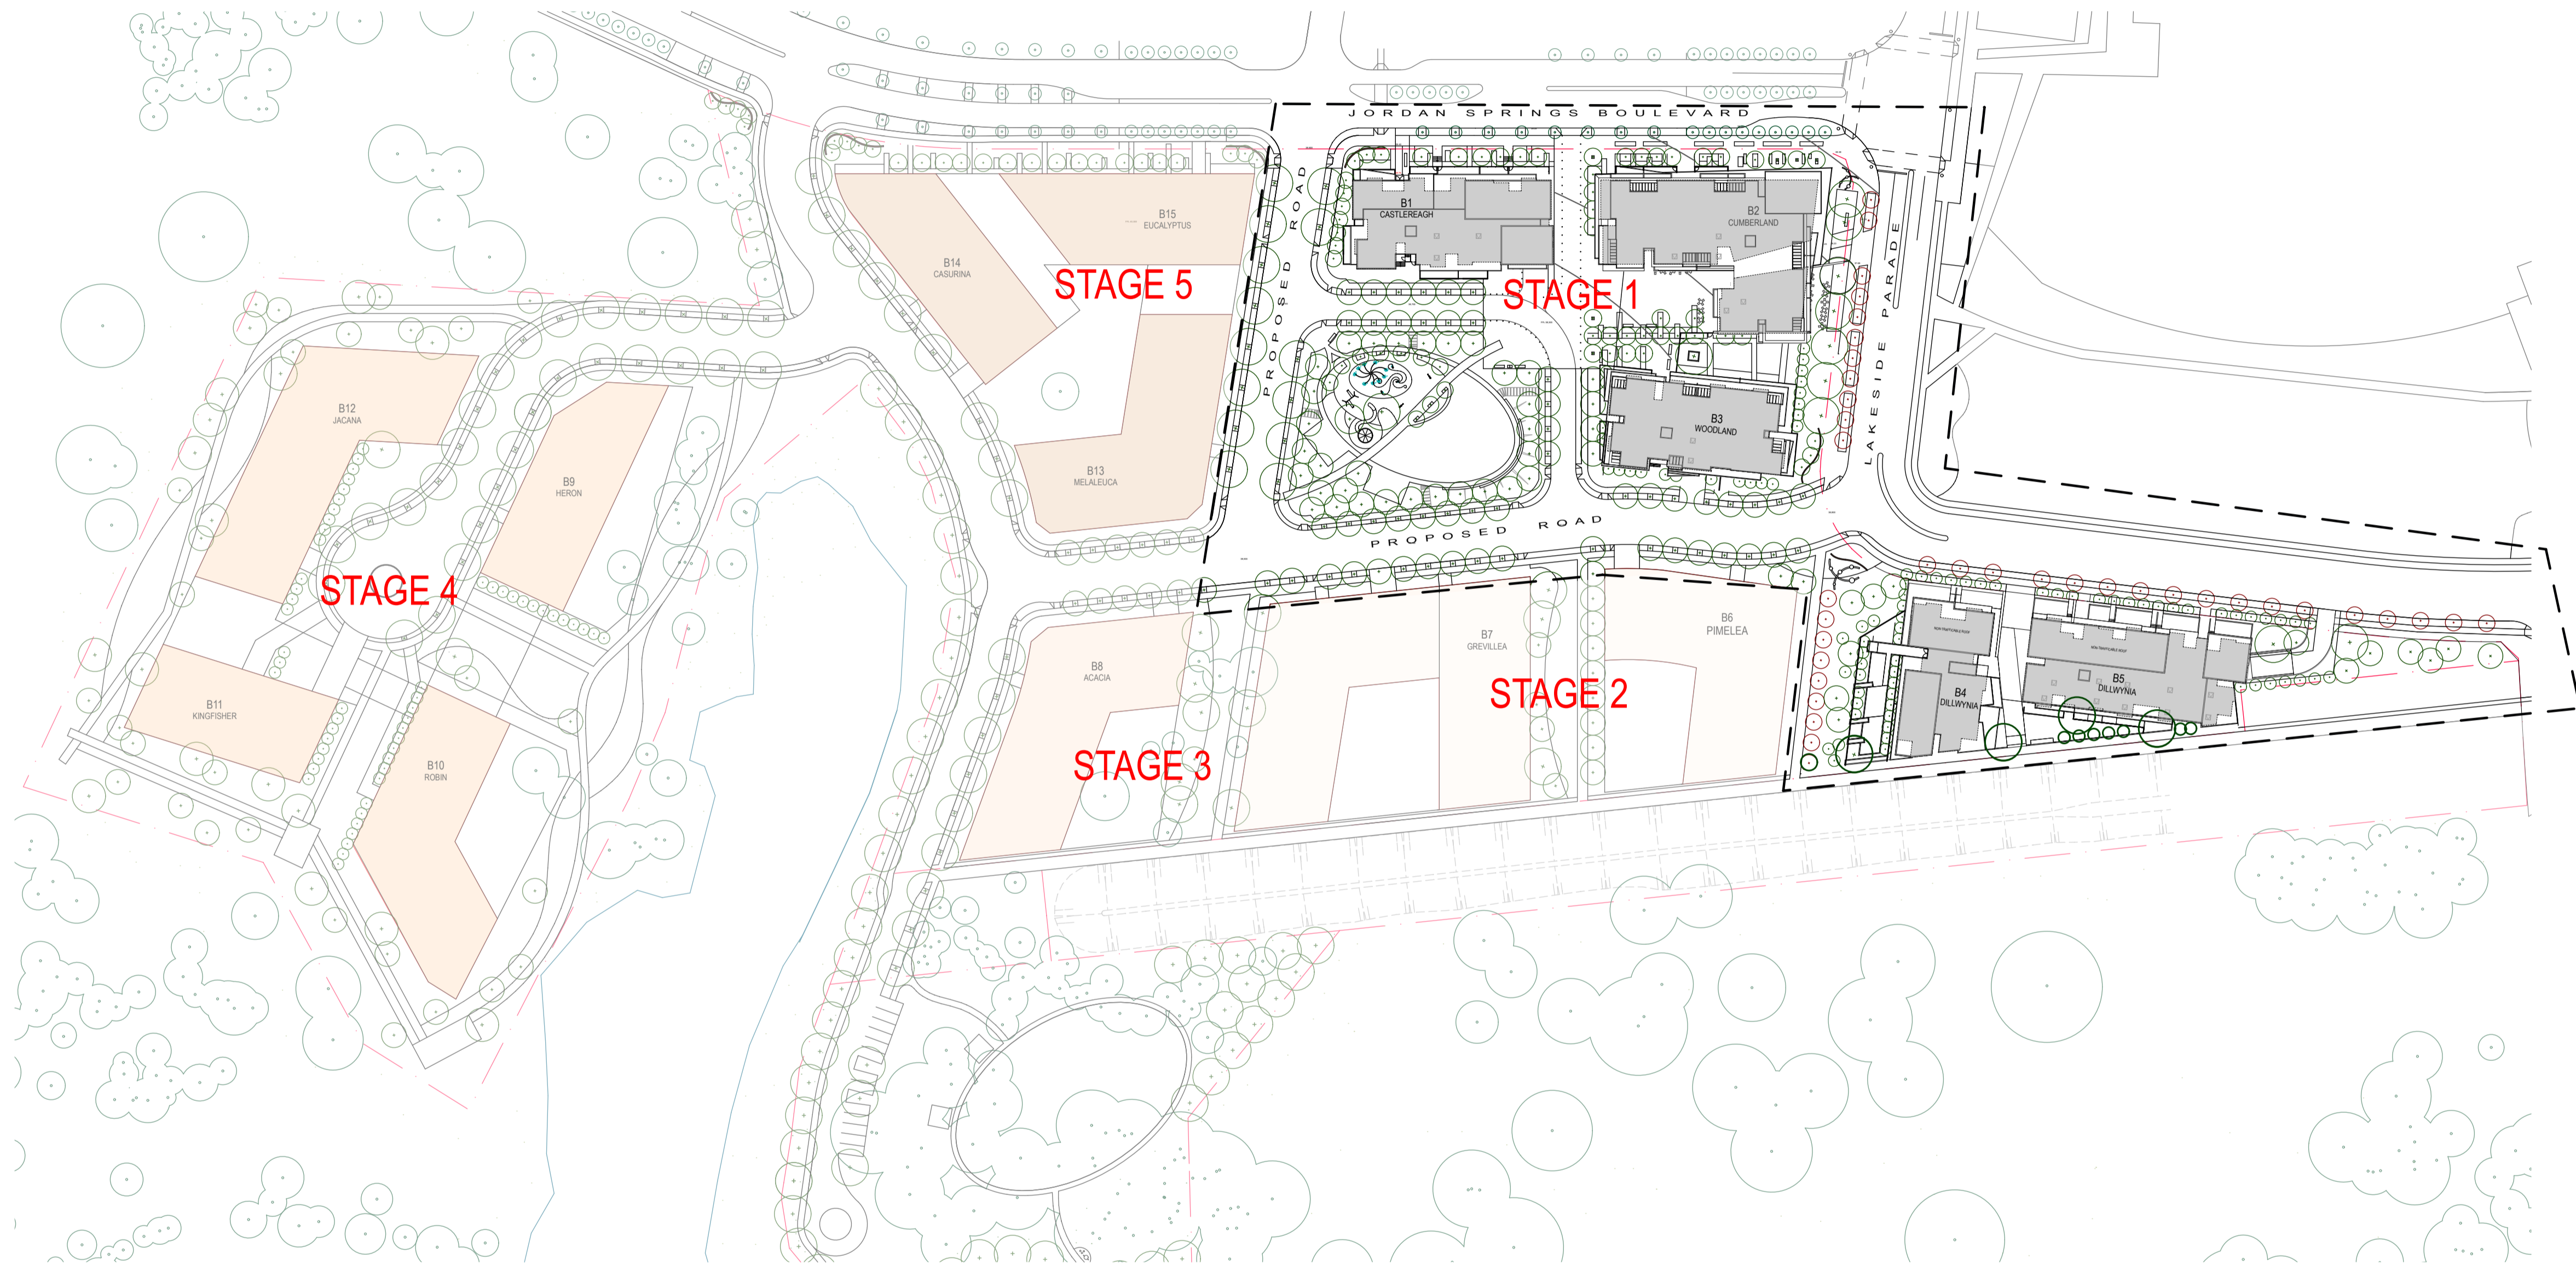 JORDAN SPRINGS BOULEVARD
PROPOSED ROAD
LAKESIDE PARADE
PROPOSED ROAD
B1
CASTLEREAGH
B2
CUMBERLAND
B3
WOODLAND
STAGE 1
B15
EUCALYPTUS
B14
CASURINA
STAGE 5
B13
MELALEUCA
B12
JACANA
B9
HERON
STAGE 4
B11
KINGFISHER
B10
ROBIN
B8
ACACIA
STAGE 3
B7
GREVILLEA
STAGE 2
B6
PIMELEA
B4
DILLWYNIA
B5
DILLWYNIA